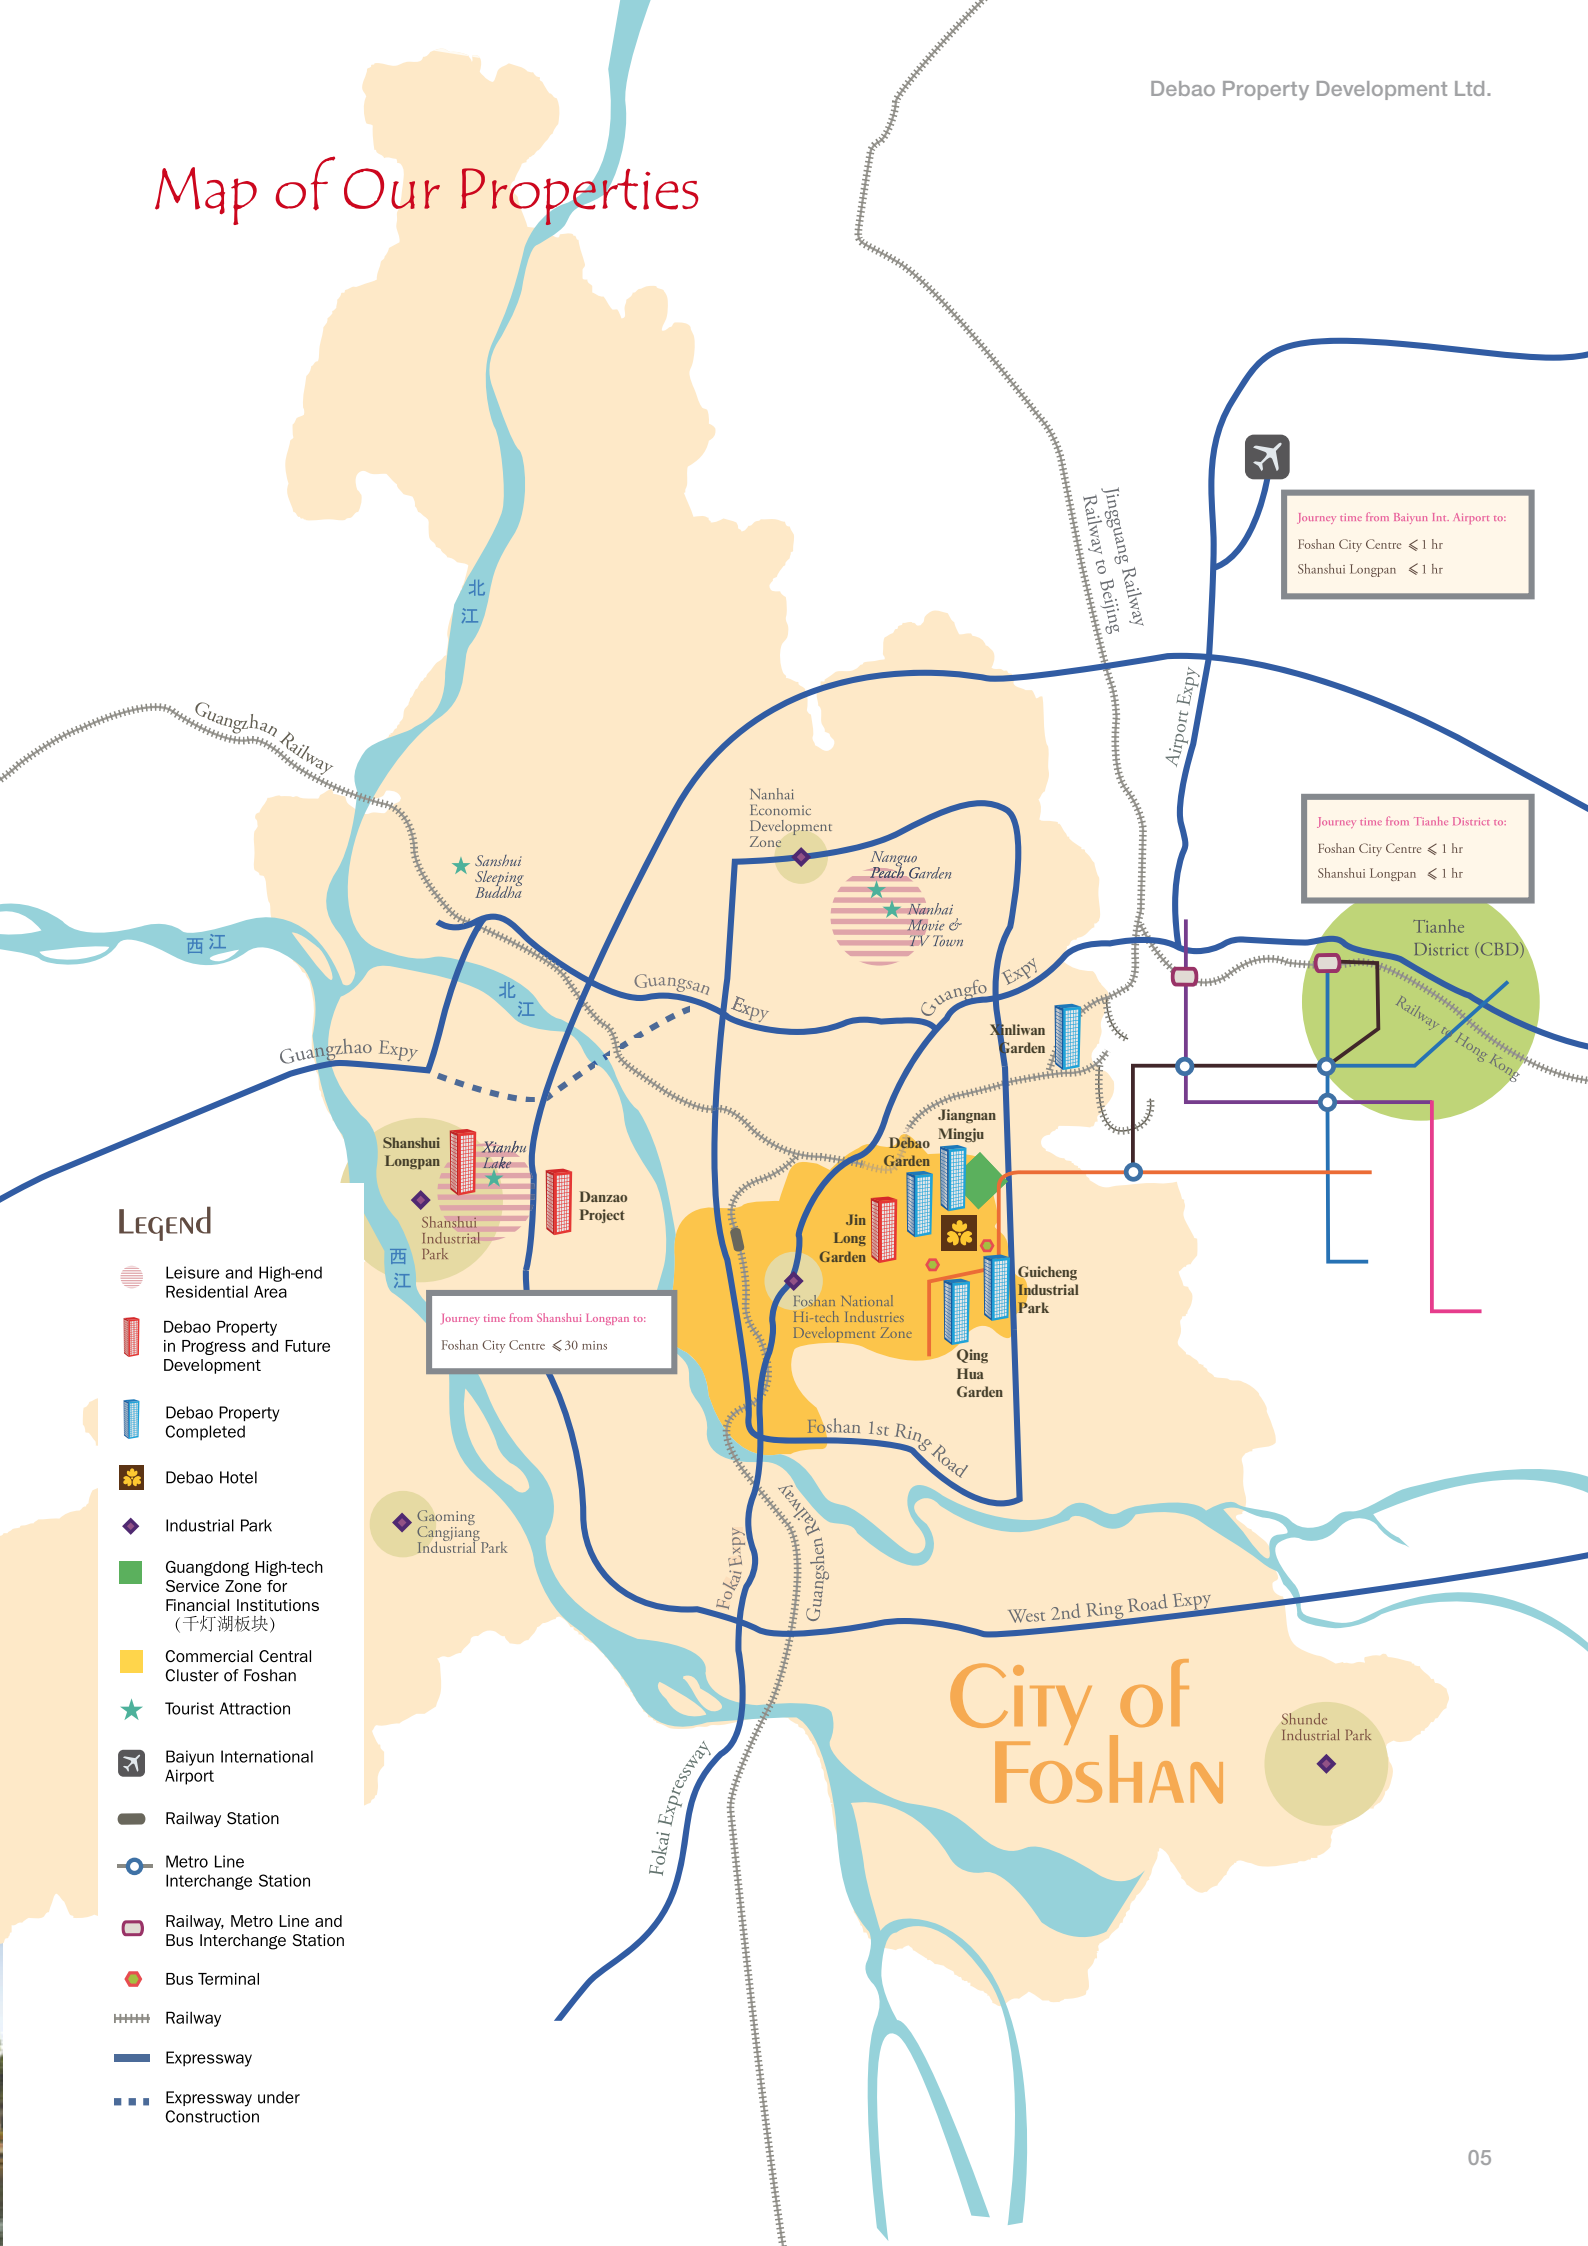 Debao Property Development Ltd.
Map of Our Properties
Jingguang Railway
Railway to Beijing
Journey time from Baiyun Int. Airport to:
Foshan City Centre ⩽ 1 hr
Shanshui Longpan ⩽ 1 hr
北
江
Airport Expy
Guangzhan Railway
Nanhai
Economic
Development
Zone
Journey time from Tianhe District to:
Foshan City Centre ⩽ 1 hr
Shanshui Longpan ⩽ 1 hr
Sanshui
Sleeping
Buddha
Nanguo
Peach Garden
Nanhai
Movie &
TV Town
Tianhe
District (CBD)
西江
北
江
Guangsan Expy
Guangfo Expy
Railway to Hong Kong
Xinliwan
Garden
Guangzhao Expy
Jiangnan
Mingju
Debao
Garden
Shanshui
Longpan
Xianhu
Lake
Danzao
Project
Jin
Long
Garden
Shanshui
Industrial
Park
西
江
Guicheng
Industrial
Park
Foshan National
Hi-tech Industries
Development Zone
Journey time from Shanshui Longpan to:
Foshan City Centre ⩽ 30 mins
Qing
Hua
Garden
Foshan 1st Ring Road
Gaoming
Cangjiang
Industrial Park
Fokai Expy
Guangshen Railway
West 2nd Ring Road Expy
City of
Foshan
Shunde
Industrial Park
Fokai Expressway
Legend
Leisure and High-end
Residential Area
Debao Property
in Progress and Future
Development
Debao Property
Completed
Debao Hotel
Industrial Park
Guangdong High-tech
Service Zone for
Financial Institutions
(千灯湖板块)
Commercial Central
Cluster of Foshan
Tourist Attraction
Baiyun International
Airport
Railway Station
Metro Line
Interchange Station
Railway, Metro Line and
Bus Interchange Station
Bus Terminal
Railway
Expressway
Expressway under
Construction
05